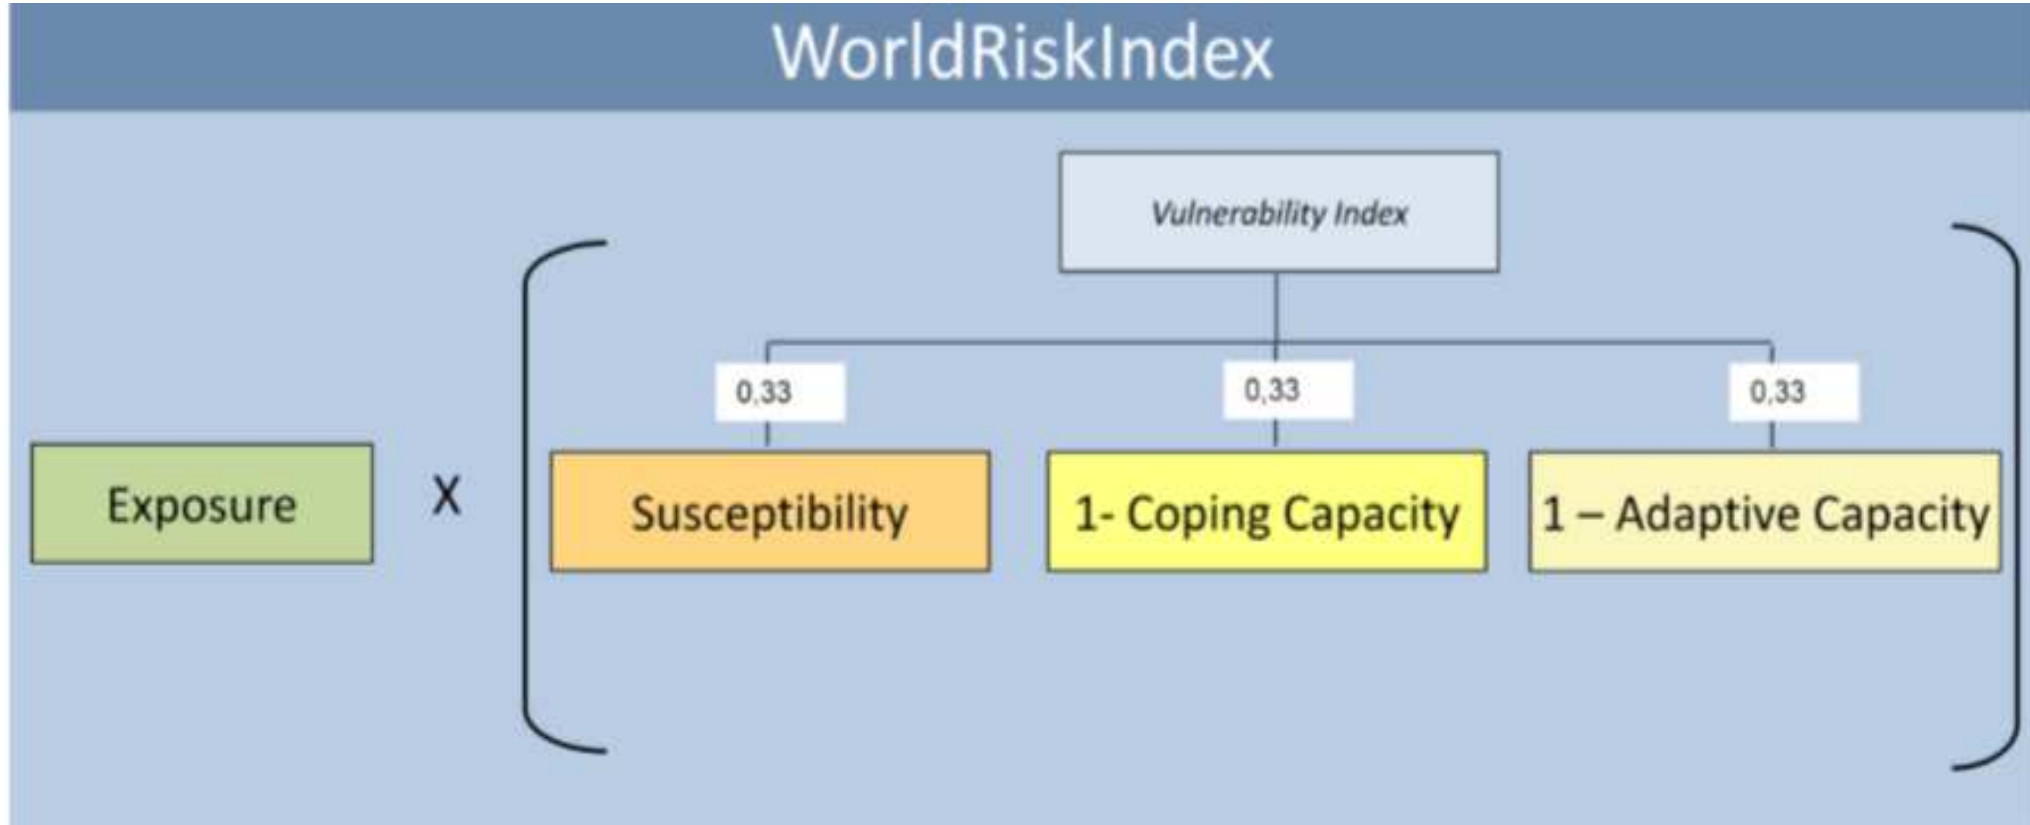 WorldRiskIndex
Vulnerability Index
0,33
0,33
0,33
Exposure
X
Susceptibility
1- Coping Capacity
1 – Adaptive Capacity